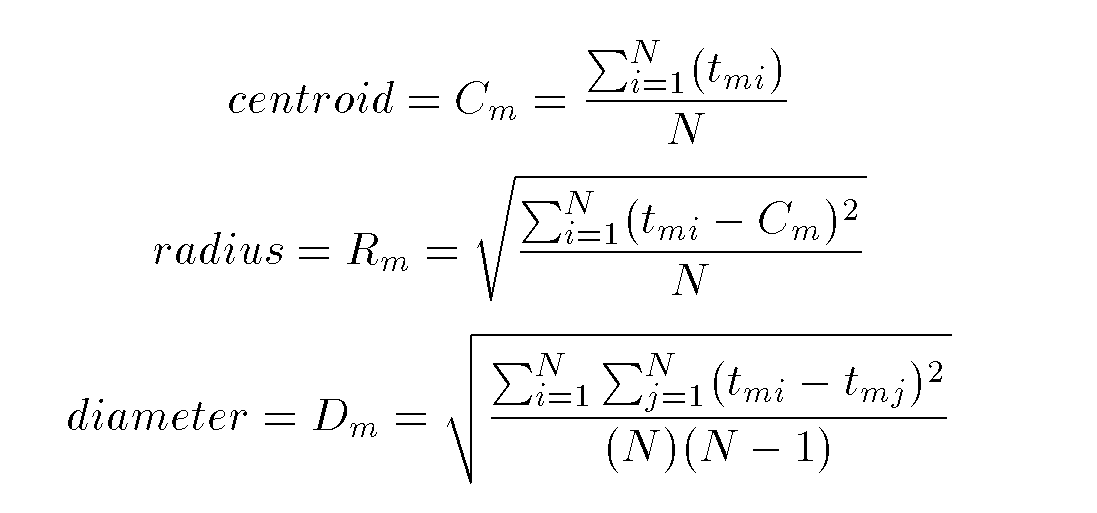 centroid = C_m = \frac{\sum_{i=1}^{N}(t_{mi})}{N}
radius = R_m = \sqrt{\frac{\sum_{i=1}^{N}(t_{mi} - C_m)^2}{N}}
diameter = D_m = \sqrt{\frac{\sum_{i=1}^{N}\sum_{j=1}^{N}(t_{mi} - t_{mj})^2}{(N)(N-1)}}